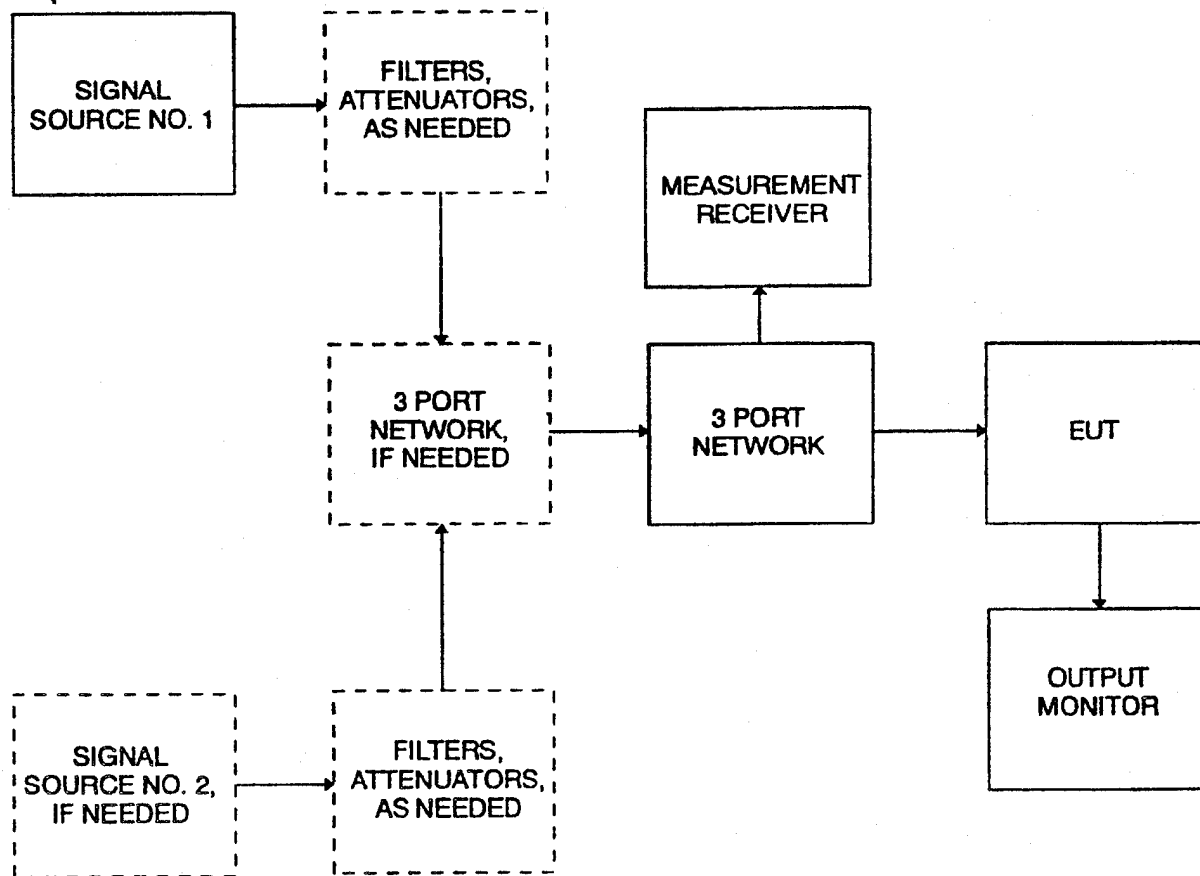 SIGNAL
SOURCE NO. 1
FILTERS,
ATTENUATORS,
AS NEEDED
MEASUREMENT
RECEIVER
3 PORT
NETWORK,
IF NEEDED
3 PORT
NETWORK
EUT
OUTPUT
MONITOR
SIGNAL
SOURCE NO. 2,
IF NEEDED
FILTERS,
ATTENUATORS,
AS NEEDED